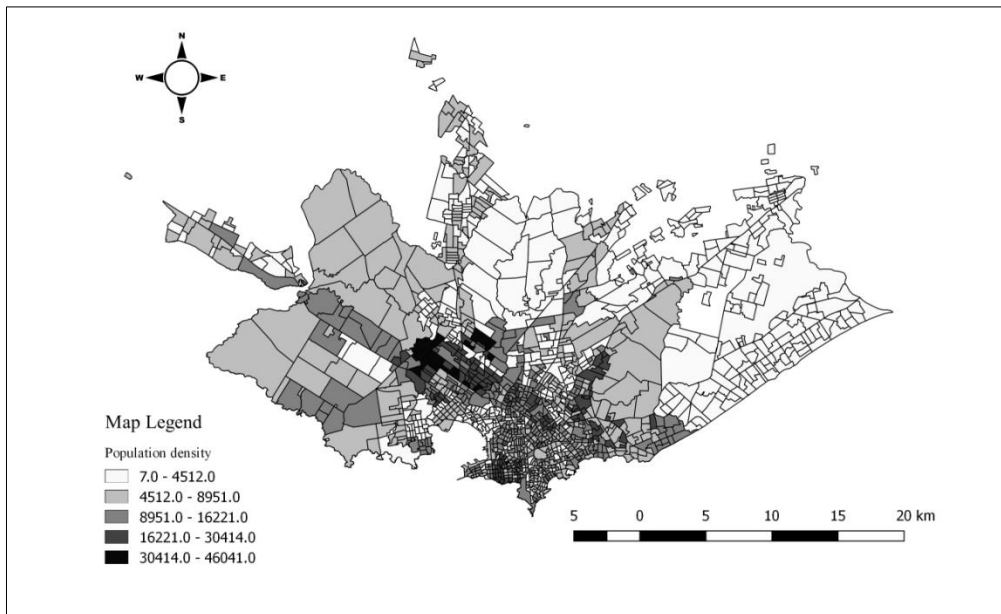 N
W E
S
Map Legend
Population density
7.0 - 4512.0
4512.0 - 8951.0
8951.0 - 16221.0
16221.0 - 30414.0
30414.0 - 46041.0
5 0 5 10 15 20 km